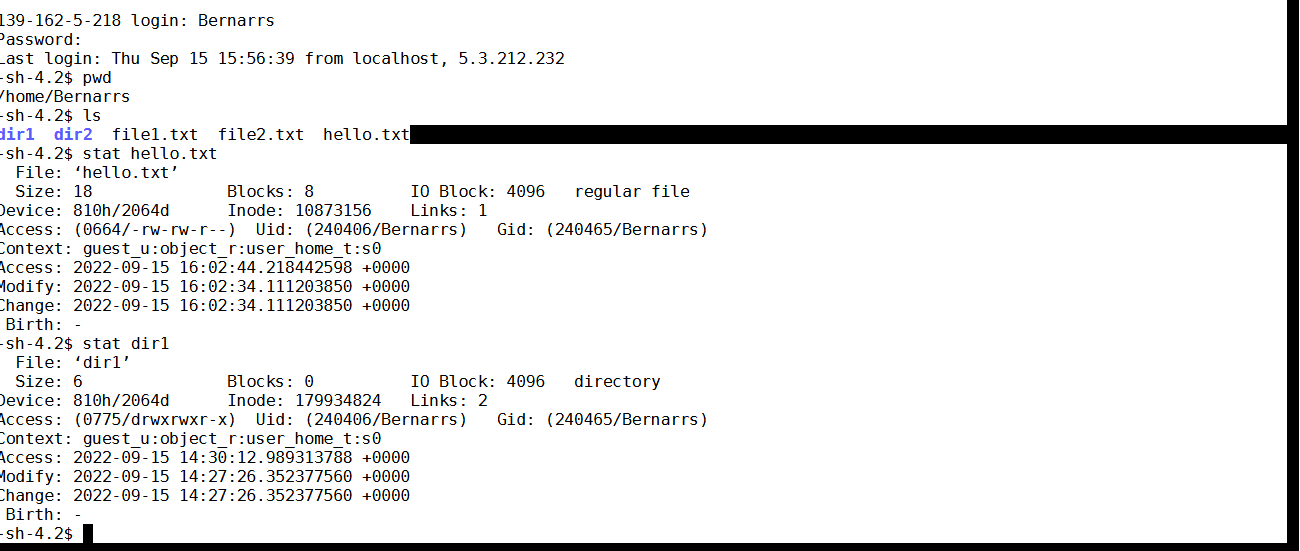 139-162-5-218 login: Bernarrs
Password:
Last login: Thu Sep 15 15:56:39 from localhost, 5.3.212.232
-sh-4.2$ pwd
/home/Bernarrs
-sh-4.2$ ls
dir1  dir2  file1.txt  file2.txt  hello.txt
-sh-4.2$ stat hello.txt
  File: ‘hello.txt’
  Size: 18              Blocks: 8          IO Block: 4096   regular file
Device: 810h/2064d      Inode: 10873156    Links: 1
Access: (0664/-rw-rw-r--)  Uid: (240406/Bernarrs)   Gid: (240465/Bernarrs)
Context: guest_u:object_r:user_home_t:s0
Access: 2022-09-15 16:02:44.218442598 +0000
Modify: 2022-09-15 16:02:34.111203850 +0000
Change: 2022-09-15 16:02:34.111203850 +0000
 Birth: -
-sh-4.2$ stat dir1
  File: ‘dir1’
  Size: 6               Blocks: 0          IO Block: 4096   directory
Device: 810h/2064d      Inode: 179934824   Links: 2
Access: (0775/drwxrwxr-x)  Uid: (240406/Bernarrs)   Gid: (240465/Bernarrs)
Context: guest_u:object_r:user_home_t:s0
Access: 2022-09-15 14:30:12.989313788 +0000
Modify: 2022-09-15 14:27:26.352377560 +0000
Change: 2022-09-15 14:27:26.352377560 +0000
 Birth: -
-sh-4.2$